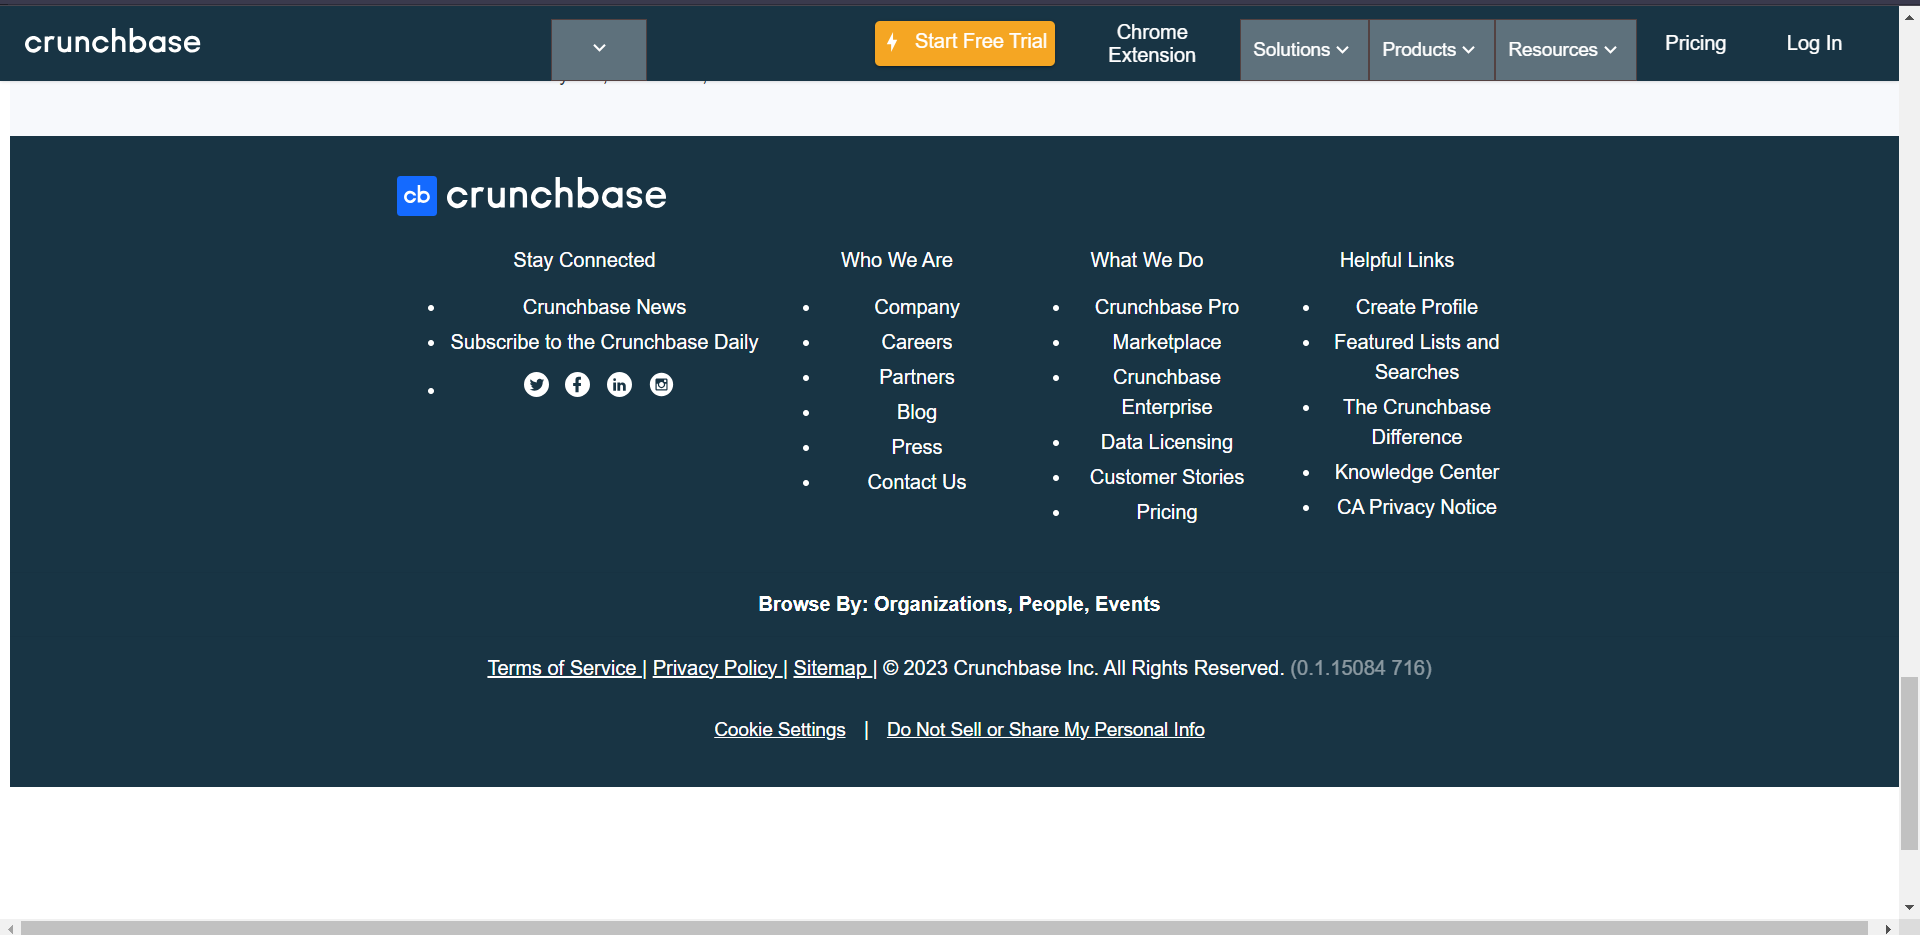 crunchbase
Start Free Trial
Chrome
Extension
Solutions
Products
Resources
Pricing
Log In
cb crunchbase
Stay Connected
• Crunchbase News
• Subscribe to the Crunchbase Daily
•
Who We Are
• Company
• Careers
• Partners
• Blog
• Press
• Contact Us
What We Do
• Crunchbase Pro
• Marketplace
• Crunchbase
Enterprise
• Data Licensing
• Customer Stories
• Pricing
Helpful Links
• Create Profile
• Featured Lists and
Searches
• The Crunchbase
Difference
• Knowledge Center
• CA Privacy Notice
Browse By: Organizations, People, Events
Terms of Service | Privacy Policy | Sitemap | © 2023 Crunchbase Inc. All Rights Reserved. (0.1.15084 716)
Cookie Settings | Do Not Sell or Share My Personal Info